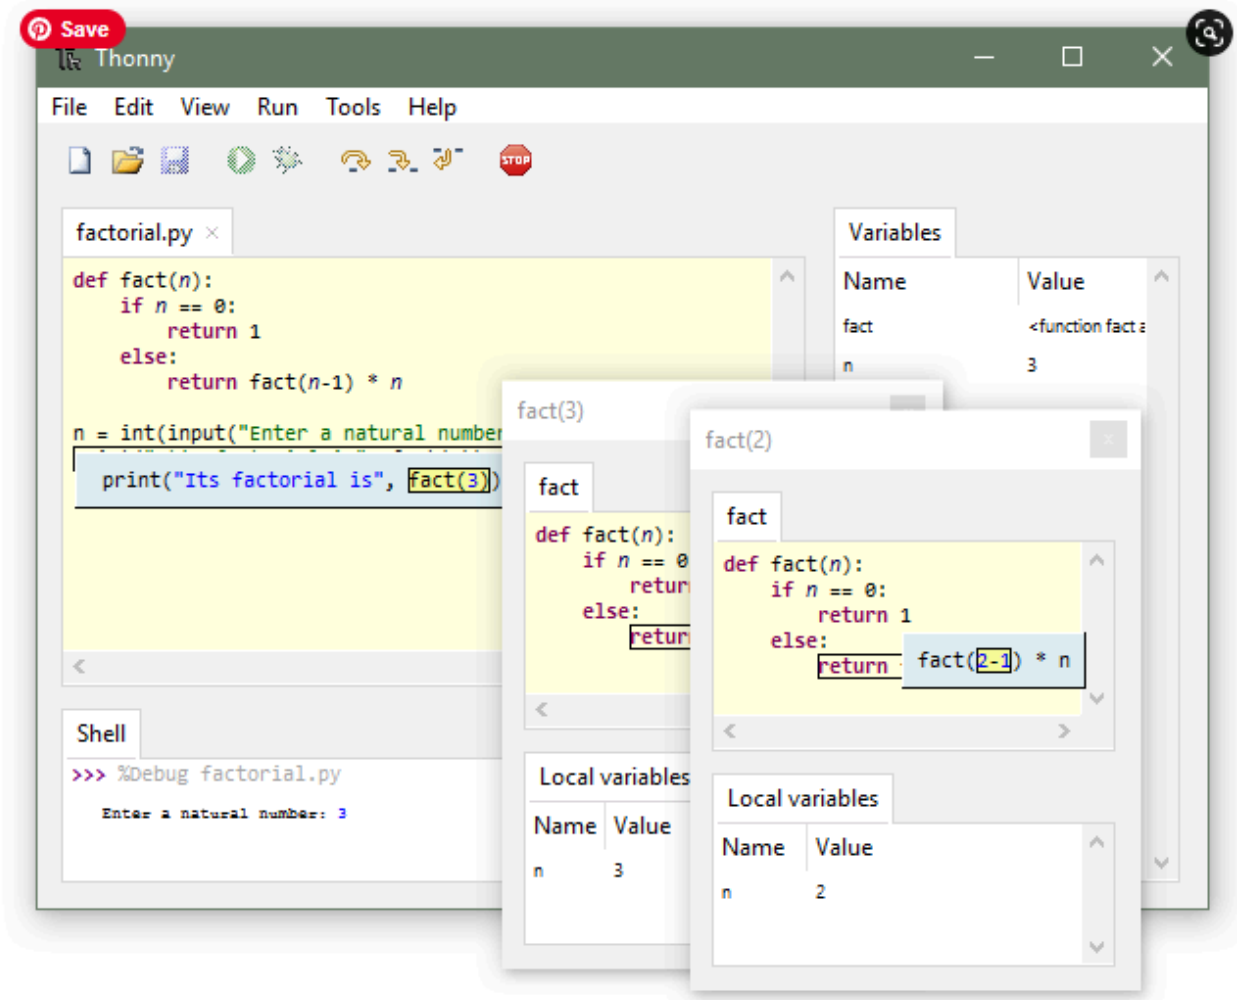 Save
Thonny
File Edit View Run Tools Help
STOP
factorial.py
def fact(n):
    if n == 0:
        return 1
    else:
        return fact(n-1) * n
n = int(input("Enter a natural number
print("Its factorial is", fact(3))
Shell
>>> %Debug factorial.py
Enter a natural number: 3
Variables
Name Value
fact <function fact a
n 3
fact(3)
fact
def fact(n):
    if n == 0
        retur
    else:
        retur
Local variables
Name Value
n 3
fact(2)
x
fact
def fact(n):
    if n == 0:
        return 1
    else:
        return fact(2-1) * n
Local variables
Name Value
n 2